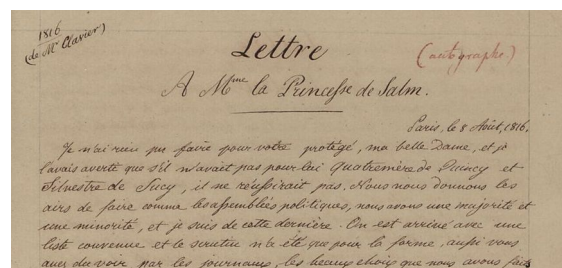 1816
(de Mr Clavier)
Lettre
(autographe.)
A Mme la Princesse de Salm.
Paris, le 8 Août, 1816.
Je n'ai rien pu faire pour votre protégé, ma belle Dame, et je
l'avais averti que s'il n'avait pas pour lui Quatremère de Quincy et
Silvestre de Sacy, il ne réussirait pas. Nous nous donnons les
airs de faire comme les assemblées politiques, nous avons une majorité et
une minorité, et je suis de cette dernière. On est arrivé avec une
liste convenue et le scrutin n'a été que pour la forme, aussi vous
avez dû voir par les journaux, les beaux choix que nous avons faits